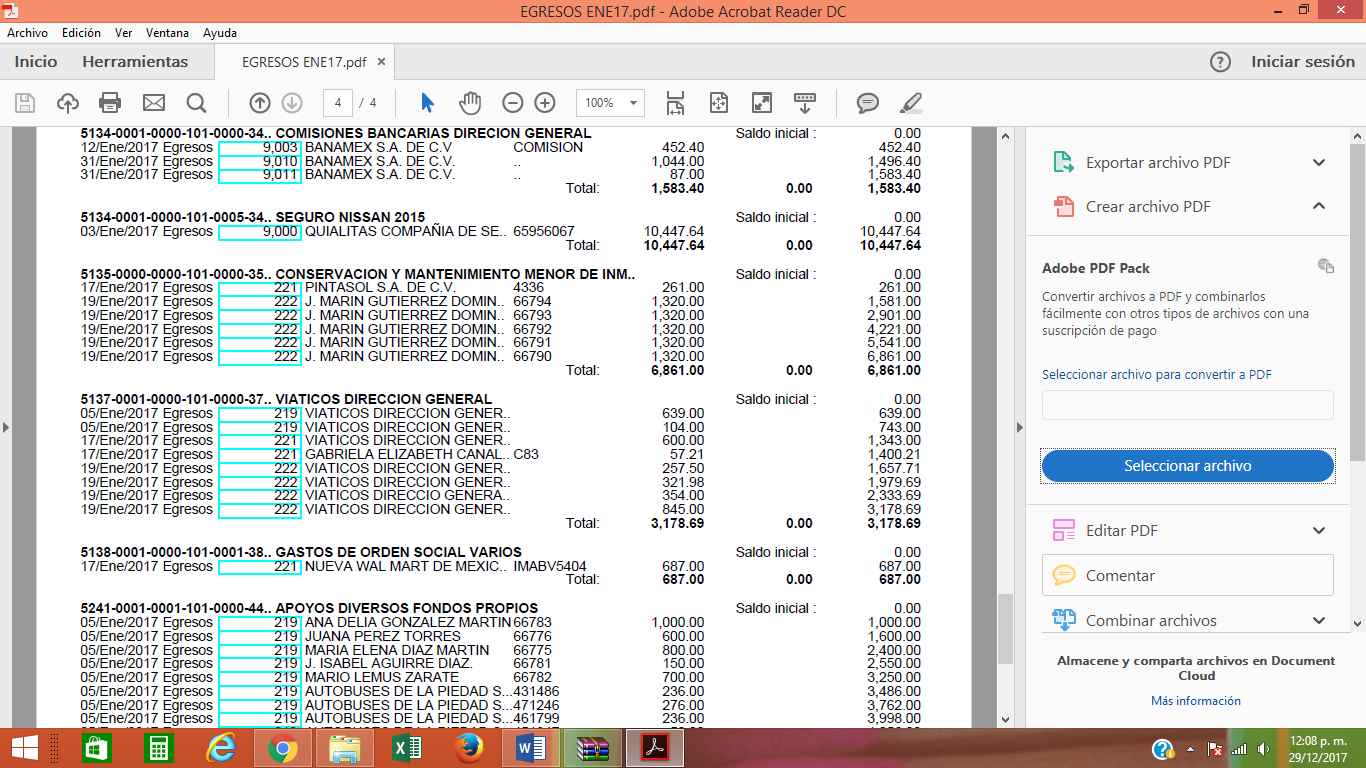 EGRESOS ENE17.pdf - Adobe Acrobat Reader DC
Archivo Edición Ver Ventana Ayuda
Inicio Herramientas EGRESOS ENE17.pdf × ? Iniciar sesión
4 / 4 100%
5134-0001-0000-101-0000-34.. COMISIONES BANCARIAS DIRECION GENERAL Saldo inicial : 0.00
12/Ene/2017 Egresos 9,003 BANAMEX S.A. DE C.V COMISION 452.40 452.40
31/Ene/2017 Egresos 9,010 BANAMEX S.A. DE C.V. .. 1,044.00 1,496.40
31/Ene/2017 Egresos 9,011 BANAMEX S.A. DE C.V. .. 87.00 1,583.40
Total: 1,583.40 0.00 1,583.40
5134-0001-0000-101-0005-34.. SEGURO NISSAN 2015 Saldo inicial : 0.00
03/Ene/2017 Egresos 9,000 QUIALITAS COMPAÑIA DE SE.. 65956067 10,447.64 10,447.64
Total: 10,447.64 0.00 10,447.64
5135-0000-0000-101-0000-35.. CONSERVACION Y MANTENIMIENTO MENOR DE INM.. Saldo inicial : 0.00
17/Ene/2017 Egresos 221 PINTASOL S.A. DE C.V. 4336 261.00 261.00
19/Ene/2017 Egresos 222 J. MARIN GUTIERREZ DOMIN.. 66794 1,320.00 1,581.00
19/Ene/2017 Egresos 222 J. MARIN GUTIERREZ DOMIN.. 66793 1,320.00 2,901.00
19/Ene/2017 Egresos 222 J. MARIN GUTIERREZ DOMIN.. 66792 1,320.00 4,221.00
19/Ene/2017 Egresos 222 J. MARIN GUTIERREZ DOMIN.. 66791 1,320.00 5,541.00
19/Ene/2017 Egresos 222 J. MARIN GUTIERREZ DOMIN.. 66790 1,320.00 6,861.00
Total: 6,861.00 0.00 6,861.00
5137-0001-0000-101-0000-37.. VIATICOS DIRECCION GENERAL Saldo inicial : 0.00
05/Ene/2017 Egresos 219 VIATICOS DIRECCION GENER.. 639.00 639.00
05/Ene/2017 Egresos 219 VIATICOS DIRECCION GENER.. 104.00 743.00
17/Ene/2017 Egresos 221 VIATICOS DIRECCION GENER.. 600.00 1,343.00
17/Ene/2017 Egresos 221 GABRIELA ELIZABETH CANAL.. C83 57.21 1,400.21
19/Ene/2017 Egresos 222 VIATICOS DIRECCION GENER.. 257.50 1,657.71
19/Ene/2017 Egresos 222 VIATICOS DIRECCION GENER.. 321.98 1,979.69
19/Ene/2017 Egresos 222 VIATICOS DIRECCIO GENERA.. 354.00 2,333.69
19/Ene/2017 Egresos 222 VIATICOS DIRECCION GENER.. 845.00 3,178.69
Total: 3,178.69 0.00 3,178.69
5138-0001-0000-101-0001-38.. GASTOS DE ORDEN SOCIAL VARIOS Saldo inicial : 0.00
17/Ene/2017 Egresos 221 NUEVA WAL MART DE MEXIC.. IMABV5404 687.00 687.00
Total: 687.00 0.00 687.00
5241-0001-0001-101-0000-44.. APOYOS DIVERSOS FONDOS PROPIOS Saldo inicial : 0.00
05/Ene/2017 Egresos 219 ANA DELIA GONZALEZ MARTIN 66783 1,000.00 1,000.00
05/Ene/2017 Egresos 219 JUANA PEREZ TORRES 66776 600.00 1,600.00
05/Ene/2017 Egresos 219 MARIA ELENA DIAZ MARTIN 66775 800.00 2,400.00
05/Ene/2017 Egresos 219 J. ISABEL AGUIRRE DIAZ. 66781 150.00 2,550.00
05/Ene/2017 Egresos 219 MARIO LEMUS ZARATE 66782 700.00 3,250.00
05/Ene/2017 Egresos 219 AUTOBUSES DE LA PIEDAD S... 431486 236.00 3,486.00
05/Ene/2017 Egresos 219 AUTOBUSES DE LA PIEDAD S... 471246 276.00 3,762.00
05/Ene/2017 Egresos 219 AUTOBUSES DE LA PIEDAD S... 461799 236.00 3,998.00
Exportar archivo PDF
Crear archivo PDF
Adobe PDF Pack
Convertir archivos a PDF y combinarlos
fácilmente con otros tipos de archivos con una
suscripción de pago
Seleccionar archivo para convertir a PDF
Seleccionar archivo
Editar PDF
Comentar
Combinar archivos
Almacene y comparta archivos en Document
Cloud
Más información
12:08 p. m.
29/12/2017